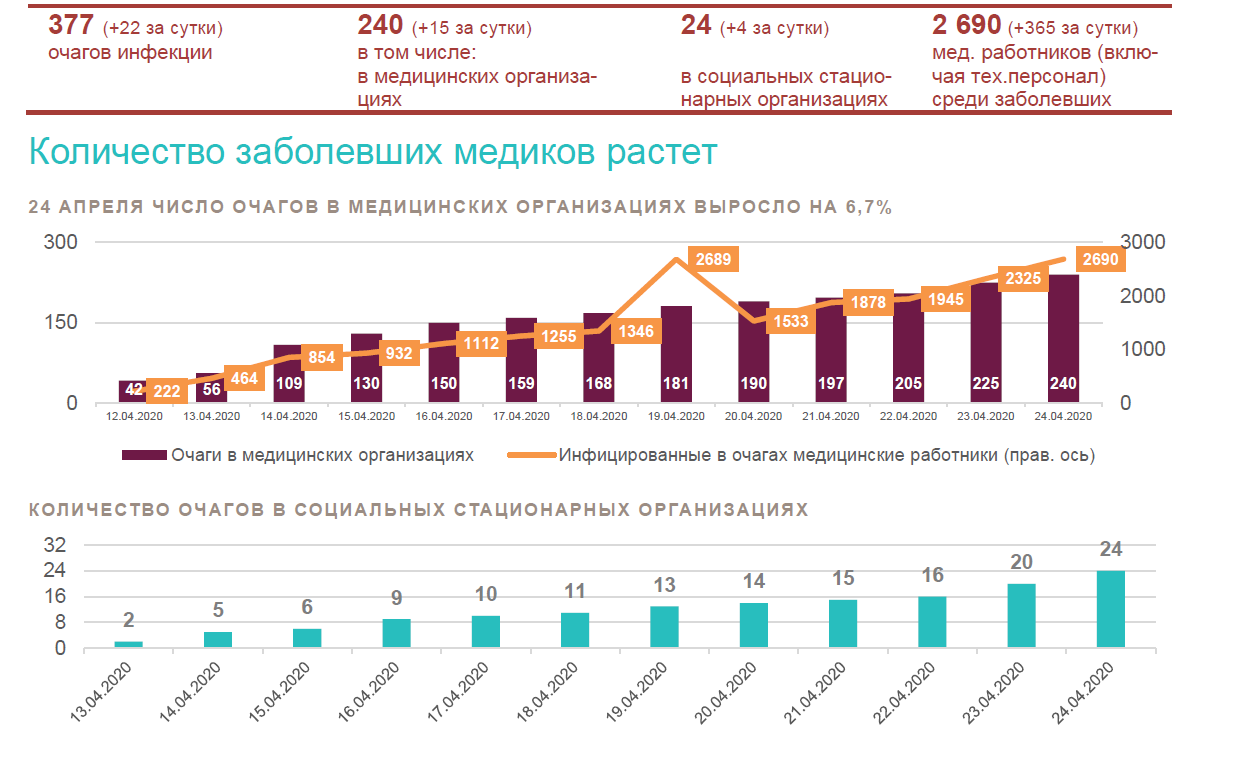 377 (+22 за сутки)
очагов инфекции
240 (+15 за сутки)
в том числе:
в медицинских организа-
циях
24 (+4 за сутки)
в социальных стацио-
нарных организациях
2 690 (+365 за сутки)
мед. работников (вклю-
чая тех.персонал)
среди заболевших
Количество заболевших медиков растет
24 АПРЕЛЯ ЧИСЛО ОЧАГОВ В МЕДИЦИНСКИХ ОРГАНИЗАЦИЯХ ВЫРОСЛО НА 6,7%
300
150
0
3000
2000
1000
0
222 464 854 932 1112 1255 1346 2689 1533 1878 1945 2325 2690
42 56 109 130 150 159 168 181 190 197 205 225 240
12.04.2020 13.04.2020 14.04.2020 15.04.2020 16.04.2020 17.04.2020 18.04.2020 19.04.2020 20.04.2020 21.04.2020 22.04.2020 23.04.2020 24.04.2020
Очаги в медицинских организациях
Инфицированные в очагах медицинские работники (прав. ось)
КОЛИЧЕСТВО ОЧАГОВ В СОЦИАЛЬНЫХ СТАЦИОНАРНЫХ ОРГАНИЗАЦИЯХ
32
24
16
8
0
2 5 6 9 10 11 13 14 15 16 20 24
13.04.2020 14.04.2020 15.04.2020 16.04.2020 17.04.2020 18.04.2020 19.04.2020 20.04.2020 21.04.2020 22.04.2020 23.04.2020 24.04.2020